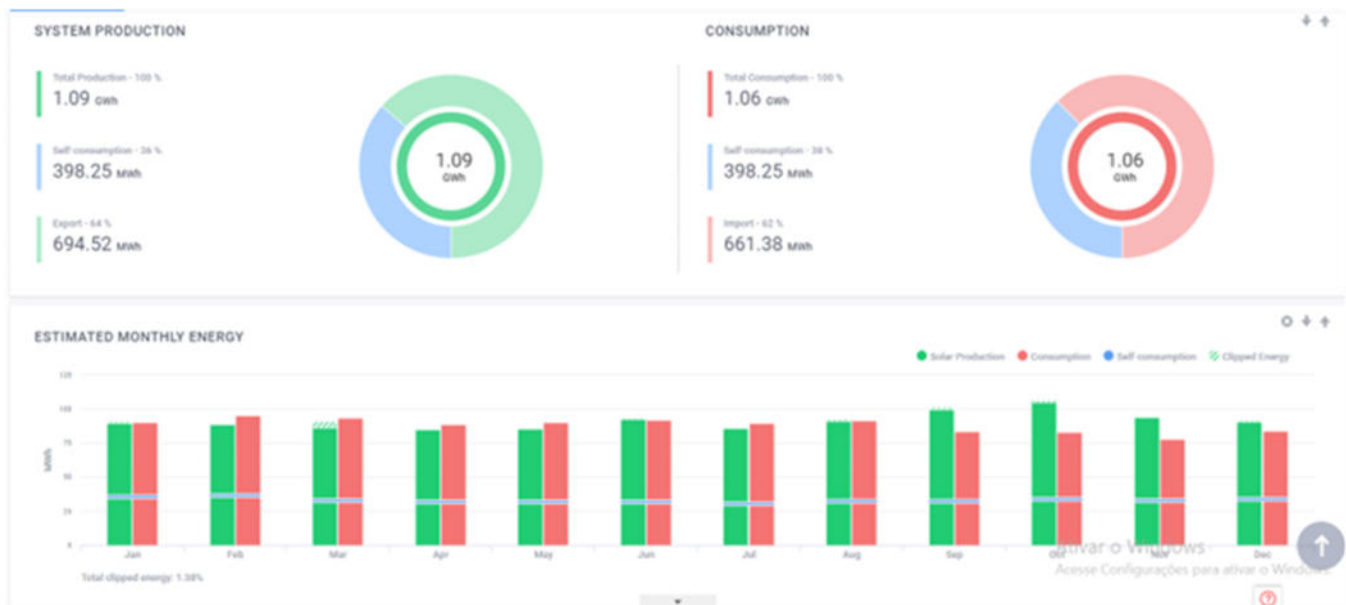 SYSTEM PRODUCTION
Total Production - 100 %
1.09 GWh
Self-consumption - 36 %
398.25 MWh
Export - 64 %
694.52 MWh
1.09
GWh
CONSUMPTION
Total Consumption - 100 %
1.06 GWh
Self-consumption - 38 %
398.25 MWh
Import - 62 %
661.38 MWh
1.06
GWh
ESTIMATED MONTHLY ENERGY
Solar Production Consumption Self-consumption Clipped Energy
MWh
125
100
75
50
25
0
Jan Feb Mar Apr May Jun Jul Aug Sep Oct Nov Dec
Total clipped energy: 1.38%
Ativar o Windows
Acesse Configurações para ativar o Windows.